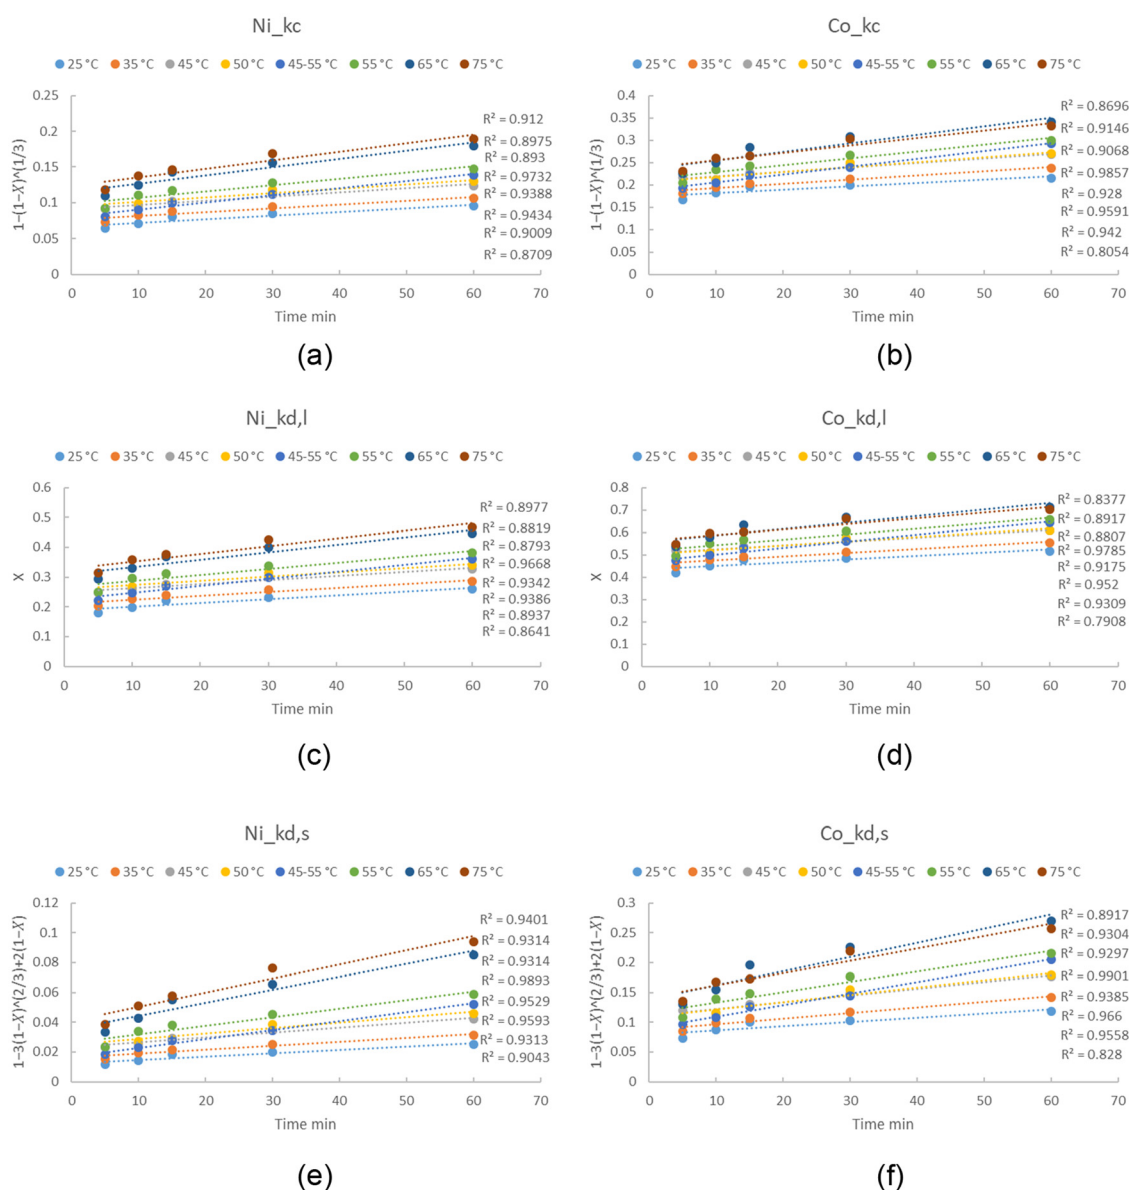 Ni_kc
25 °C 35 °C 45 °C 50 °C 45-55 °C 55 °C 65 °C 75 °C
1−(1−X)^(1/3)
0.25
0.2
0.15
0.1
0.05
0
0 10 20 30 40 50 60 70
Time min
R² = 0.912
R² = 0.8975
R² = 0.893
R² = 0.9732
R² = 0.9388
R² = 0.9434
R² = 0.9009
R² = 0.8709
(a)
Co_kc
25 °C 35 °C 45 °C 50 °C 45-55 °C 55 °C 65 °C 75 °C
1−(1−X)^(1/3)
0.4
0.35
0.3
0.25
0.2
0.15
0.1
0.05
0
0 10 20 30 40 50 60 70
Time min
R² = 0.8696
R² = 0.9146
R² = 0.9068
R² = 0.9857
R² = 0.928
R² = 0.9591
R² = 0.942
R² = 0.8054
(b)
Ni_kd,l
25 °C 35 °C 45 °C 50 °C 45-55 °C 55 °C 65 °C 75 °C
X
0.6
0.5
0.4
0.3
0.2
0.1
0
0 10 20 30 40 50 60 70
Time min
R² = 0.8977
R² = 0.8819
R² = 0.8793
R² = 0.9668
R² = 0.9342
R² = 0.9386
R² = 0.8937
R² = 0.8641
(c)
Co_kd,l
25 °C 35 °C 45 °C 50 °C 45-55 °C 55 °C 65 °C 75 °C
X
0.8
0.7
0.6
0.5
0.4
0.3
0.2
0.1
0
0 10 20 30 40 50 60 70
Time min
R² = 0.8377
R² = 0.8917
R² = 0.8807
R² = 0.9785
R² = 0.9175
R² = 0.952
R² = 0.9309
R² = 0.7908
(d)
Ni_kd,s
25 °C 35 °C 45 °C 50 °C 45-55 °C 55 °C 65 °C 75 °C
1−3(1−X)^(2/3)+2(1−X)
0.12
0.1
0.08
0.06
0.04
0.02
0
0 10 20 30 40 50 60 70
Time min
R² = 0.9401
R² = 0.9314
R² = 0.9314
R² = 0.9893
R² = 0.9529
R² = 0.9593
R² = 0.9313
R² = 0.9043
(e)
Co_kd,s
25 °C 35 °C 45 °C 50 °C 45-55 °C 55 °C 65 °C 75 °C
1−3(1−X)^(2/3)+2(1−X)
0.3
0.25
0.2
0.15
0.1
0.05
0
0 10 20 30 40 50 60 70
Time min
R² = 0.8917
R² = 0.9304
R² = 0.9297
R² = 0.9901
R² = 0.9385
R² = 0.966
R² = 0.9558
R² = 0.828
(f)